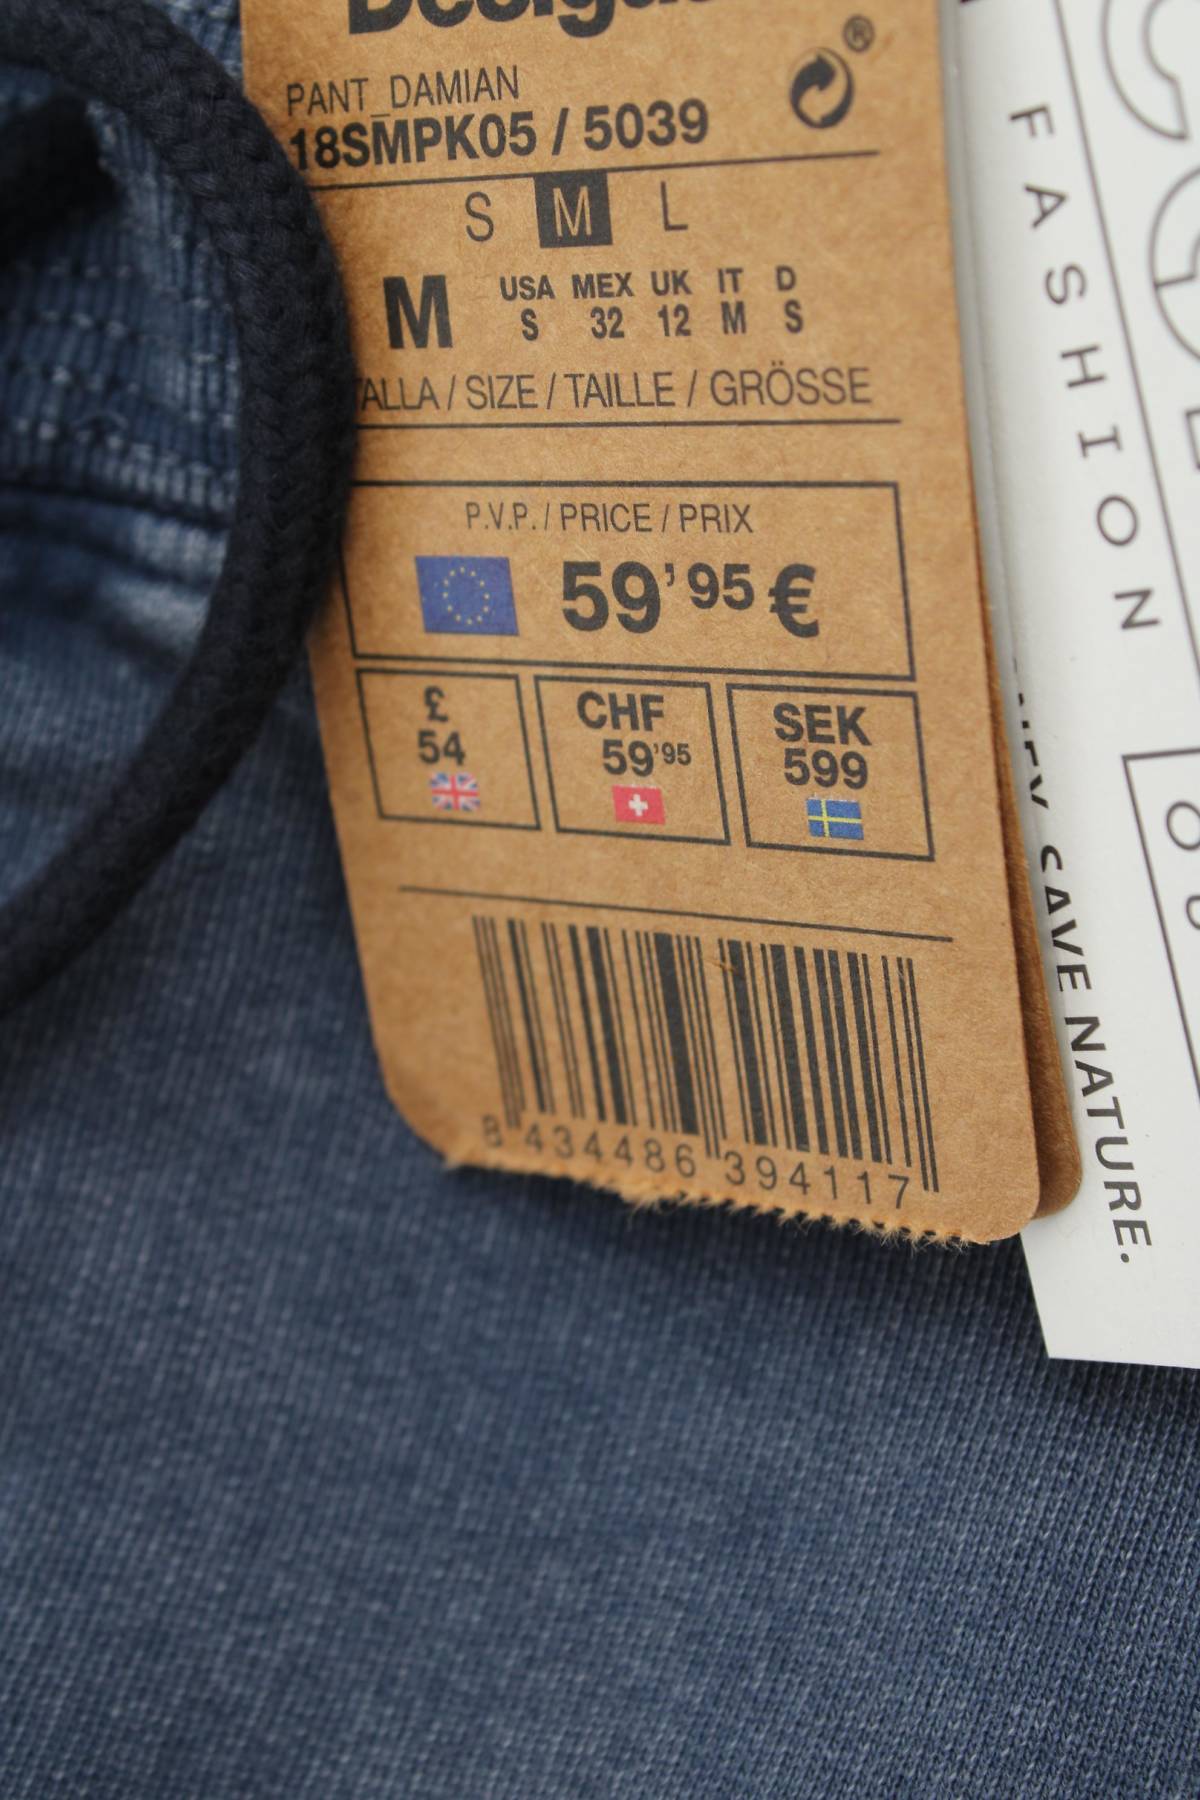 PANT_DAMIAN
®
18SMPK05 / 5039
S M L
USA MEX UK IT D
M S 32 12 M S
TALLA / SIZE / TAILLE / GRÖSSE
P.V.P. / PRICE / PRIX
59'95 €
£ CHF SEK
54 59'95 599
8 434486 394117
FASHION
SAVE NATURE.